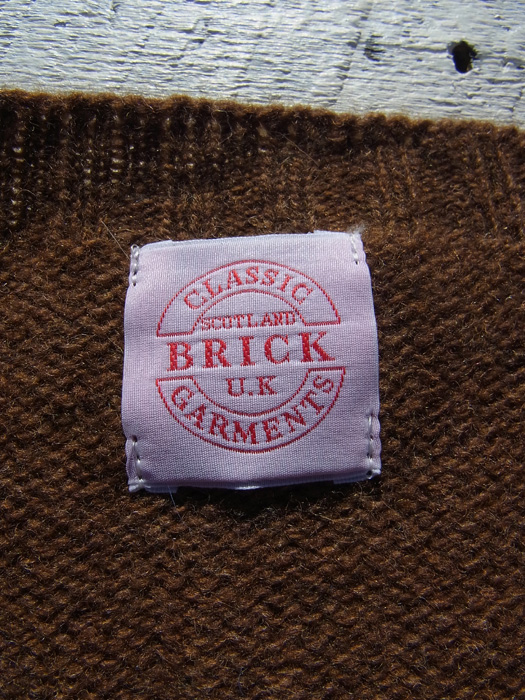 CLASSIC
SCOTLAND
BRICK
U.K
GARMENTS